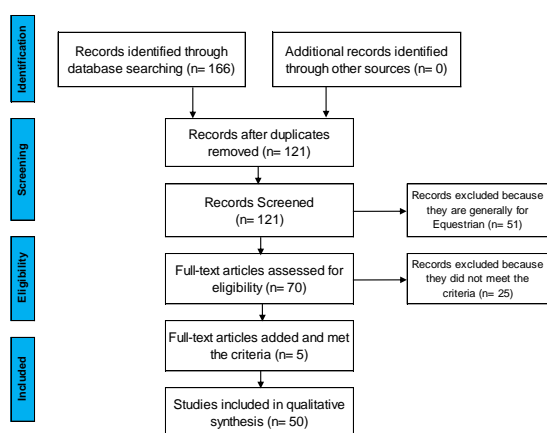 Identification
Records identified through
database searching
(n= 166)
Additional records identified
through other sources (n= 0)
Records after duplicates
removed (n= 121)
Screening
Records Screened
(n= 121)
Records excluded because
they are generally for
Equestrian (n= 51)
Eligibility
Full-text articles assessed for
eligibility (n= 70)
Records excluded because
they did not meet the
criteria (n= 25)
Full-text articles added and met
the criteria (n= 5)
Included
Studies included in qualitative
synthesis (n= 50)